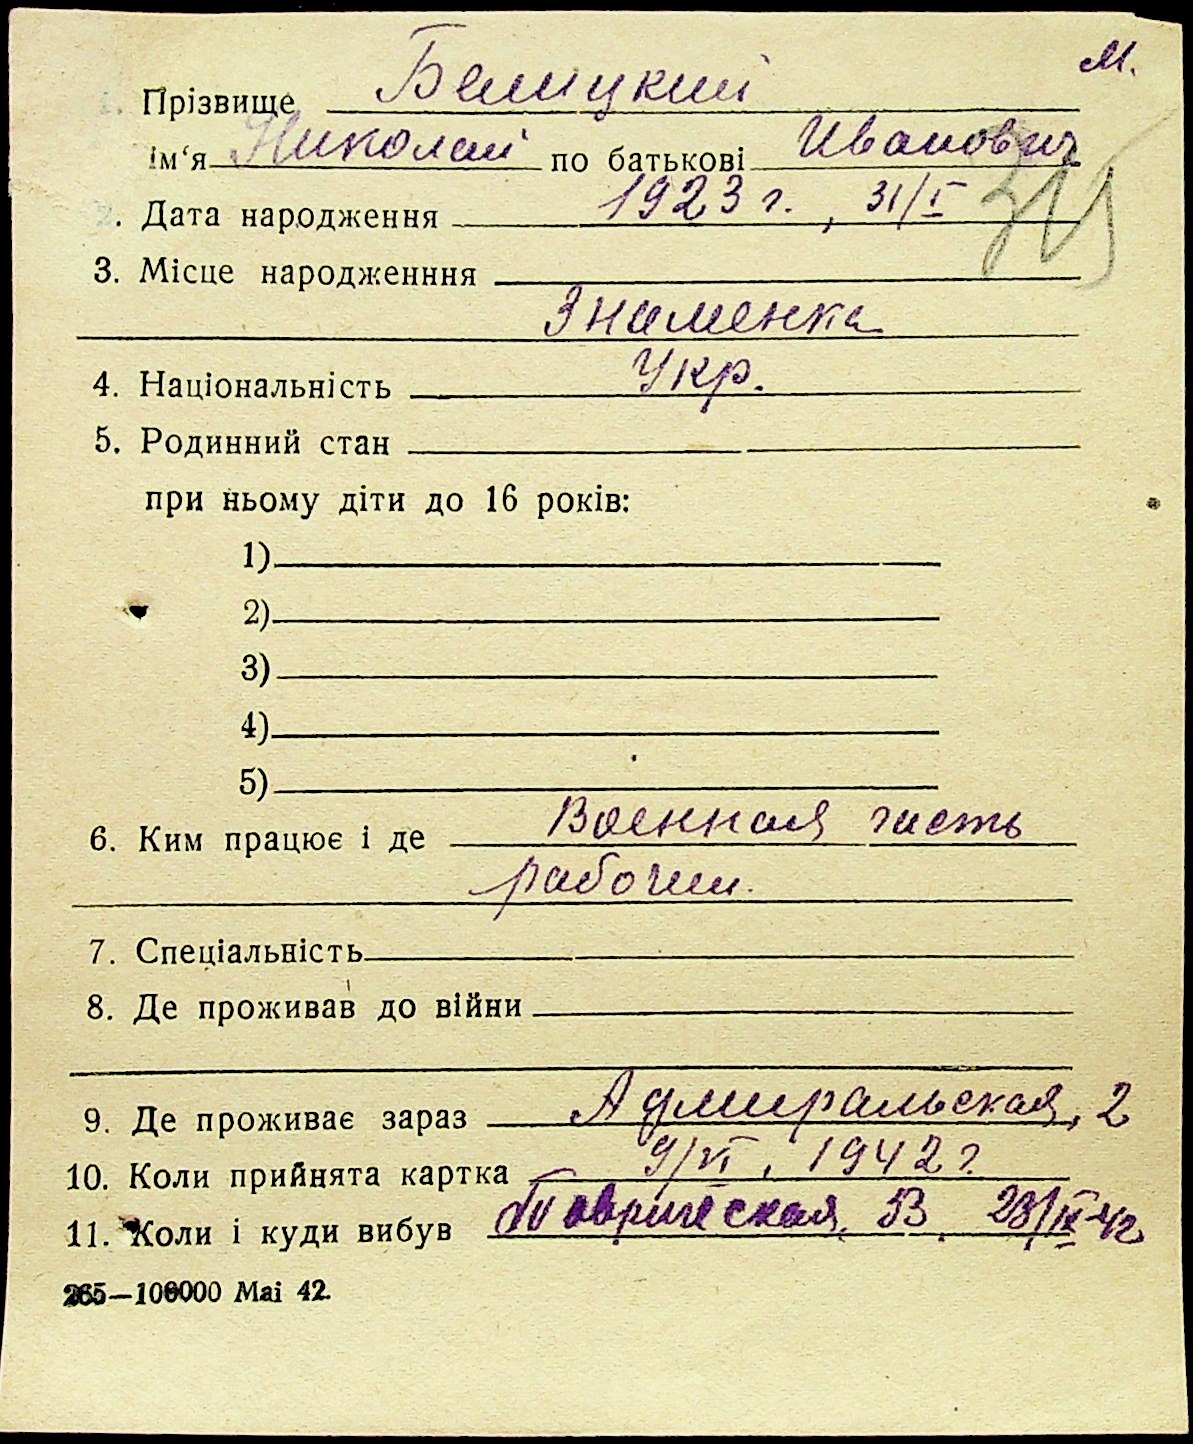 м.
1. Прізвище Белицкий
Ім‘я Николай по батькові Иванович
2. Дата народження 1923 г., 31/I
315
3. Місце народженння
Знаменка
4. Національність Укр.
5. Родинний стан
при ньому діти до 16 років:
1)
2)
3)
4)
5)
6. Ким працює і де Военная часть
рабочий.
7. Спеціальність
8. Де проживав до війни
9. Де проживає зараз Адмиральская, 2
10. Коли прийнята картка 9/VI, 1942 г.
11. Коли і куди вибув Таврическая, 53 23/IX-42
265—100000 Mai 42.